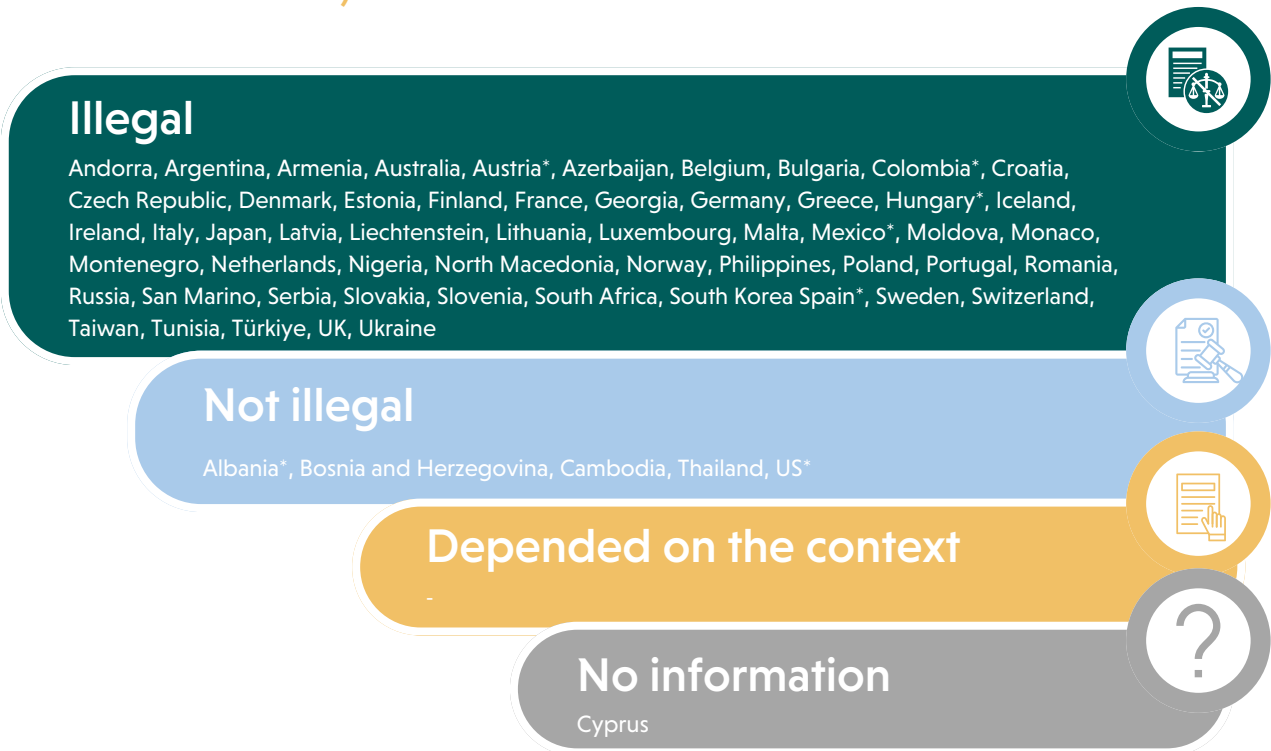 Illegal
Andorra, Argentina, Armenia, Australia, Austria*, Azerbaijan, Belgium, Bulgaria, Colombia*, Croatia,
Czech Republic, Denmark, Estonia, Finland, France, Georgia, Germany, Greece, Hungary*, Iceland,
Ireland, Italy, Japan, Latvia, Liechtenstein, Lithuania, Luxembourg, Malta, Mexico*, Moldova, Monaco,
Montenegro, Netherlands, Nigeria, North Macedonia, Norway, Philippines, Poland, Portugal, Romania,
Russia, San Marino, Serbia, Slovakia, Slovenia, South Africa, South Korea Spain*, Sweden, Switzerland,
Taiwan, Tunisia, Türkiye, UK, Ukraine
Not illegal
Albania*, Bosnia and Herzegovina, Cambodia, Thailand, US*
Depended on the context
-
No information
Cyprus
?